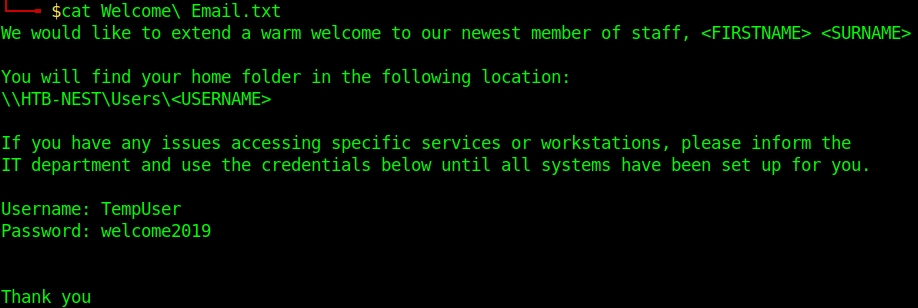 $cat Welcome\ Email.txt
We would like to extend a warm welcome to our newest member of staff, <FIRSTNAME> <SURNAME>
You will find your home folder in the following location:
\\HTB-NEST\Users\<USERNAME>
If you have any issues accessing specific services or workstations, please inform the
IT department and use the credentials below until all systems have been set up for you.
Username: TempUser
Password: welcome2019
Thank you